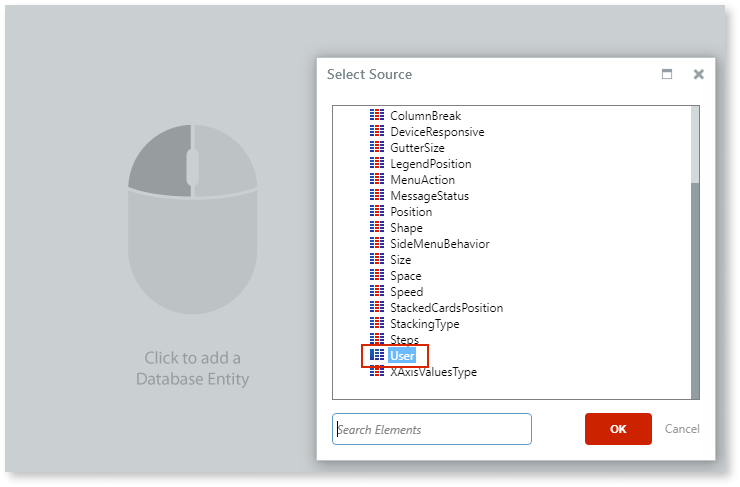 Select Source
ColumnBreak
DeviceResponsive
GutterSize
LegendPosition
MenuAction
MessageStatus
Position
Shape
SideMenuBehavior
Size
Space
Speed
StackedCardsPosition
StackingType
Steps
User
XAxisValuesType
Click to add a
Database Entity
Search Elements
OK
Cancel